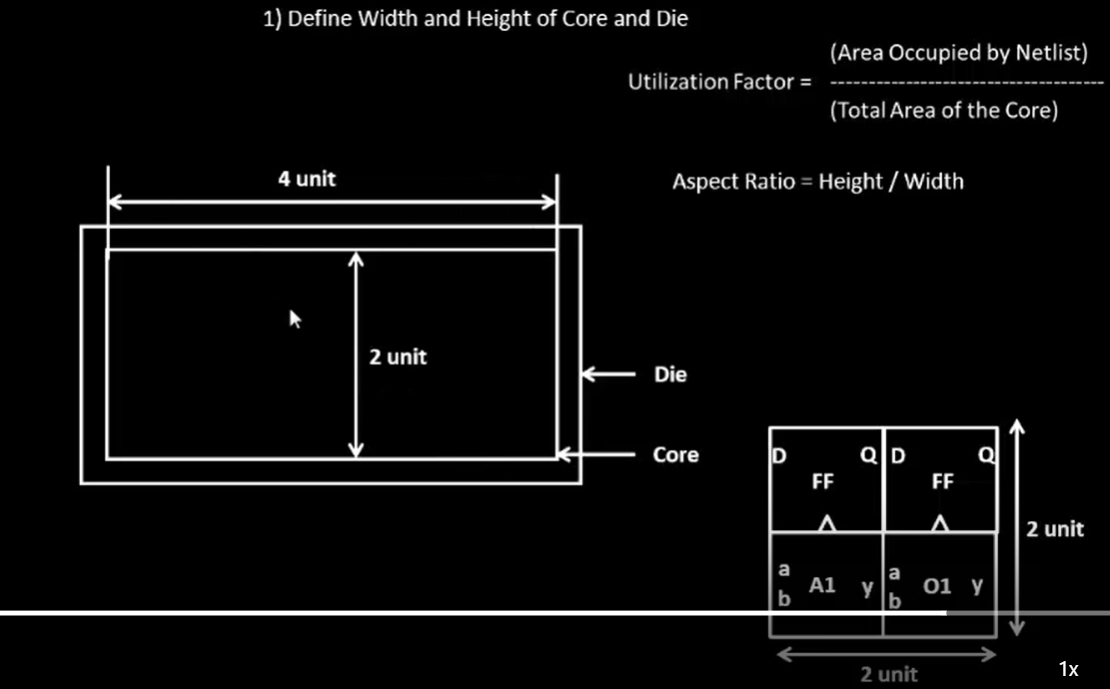 1) Define Width and Height of Core and Die
(Area Occupied by Netlist)
Utilization Factor = ------------------------------------
(Total Area of the Core)
4 unit
Aspect Ratio = Height / Width
2 unit
Die
Core
D Q D Q
FF FF
2 unit
a A1 y a O1 y
b b
2 unit
1x